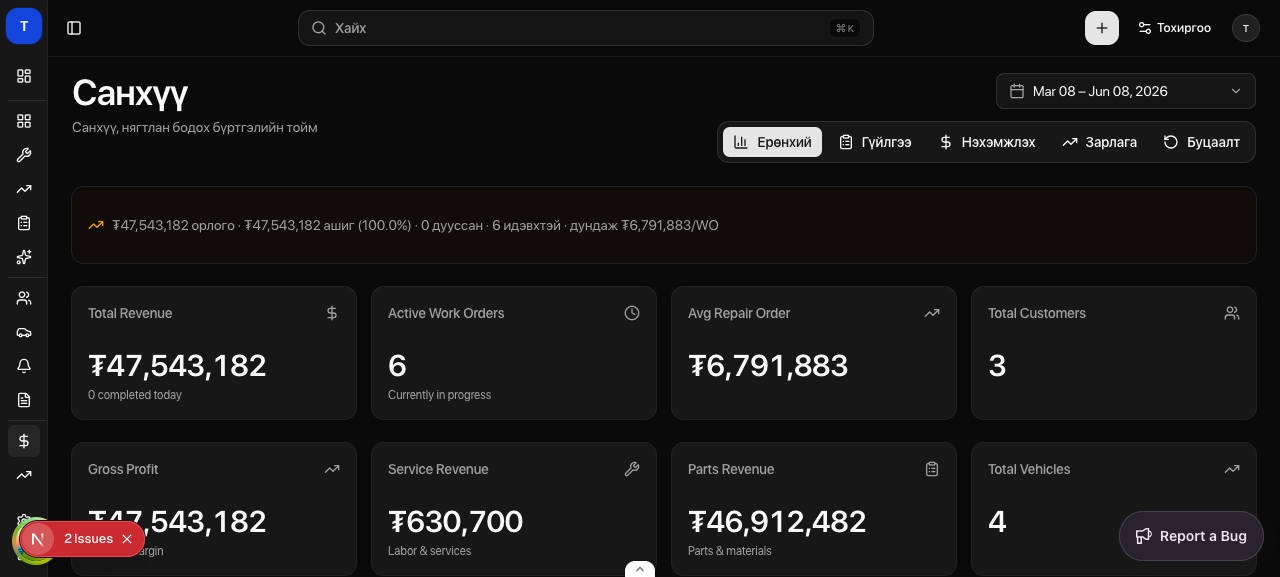 T
Хайх
⌘K
Тохиргоо
T
Санхүү
Mar 08 – Jun 08, 2026
Санхүү, нягтлан бодох бүртгэлийн тойм
Ерөнхий
Гүйлгээ
Нэхэмжлэх
Зарлага
Буцаалт
₮47,543,182 орлого · ₮47,543,182 ашиг (100.0%) · 0 дууссан · 6 идэвхтэй · дундаж ₮6,791,883/WO
Total Revenue
₮47,543,182
0 completed today
Active Work Orders
6
Currently in progress
Avg Repair Order
₮6,791,883
Total Customers
3
Gross Profit
₮47,543,182
Service Revenue
₮630,700
Labor & services
Parts Revenue
₮46,912,482
Parts & materials
Total Vehicles
4
N
2 Issues
Report a Bug